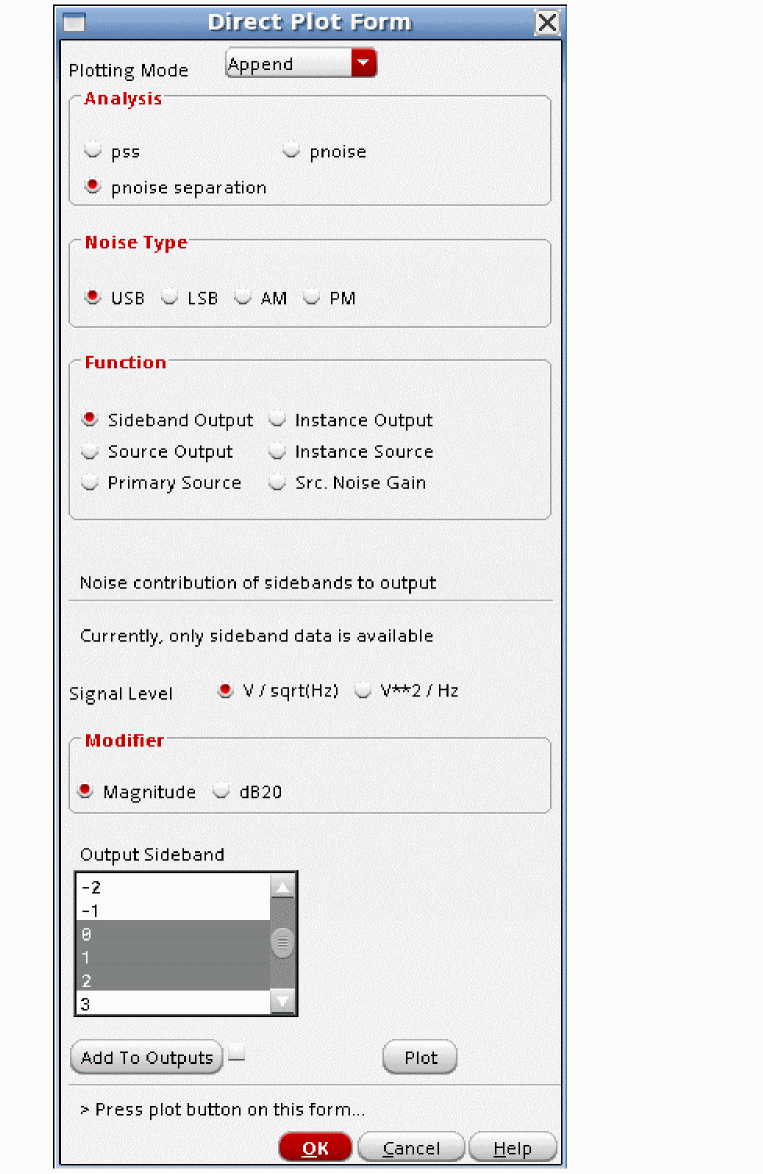 Direct Plot Form
Plotting Mode Append
Analysis
pss pnoise
pnoise separation
Noise Type
USB LSB AM PM
Function
Sideband Output Instance Output
Source Output Instance Source
Primary Source Src. Noise Gain
Noise contribution of sidebands to output
Currently, only sideband data is available
Signal Level V / sqrt(Hz) V**2 / Hz
Modifier
Magnitude dB20
Output Sideband
-2
-1
0
1
2
3
Add To Outputs Plot
> Press plot button on this form...
OK Cancel Help